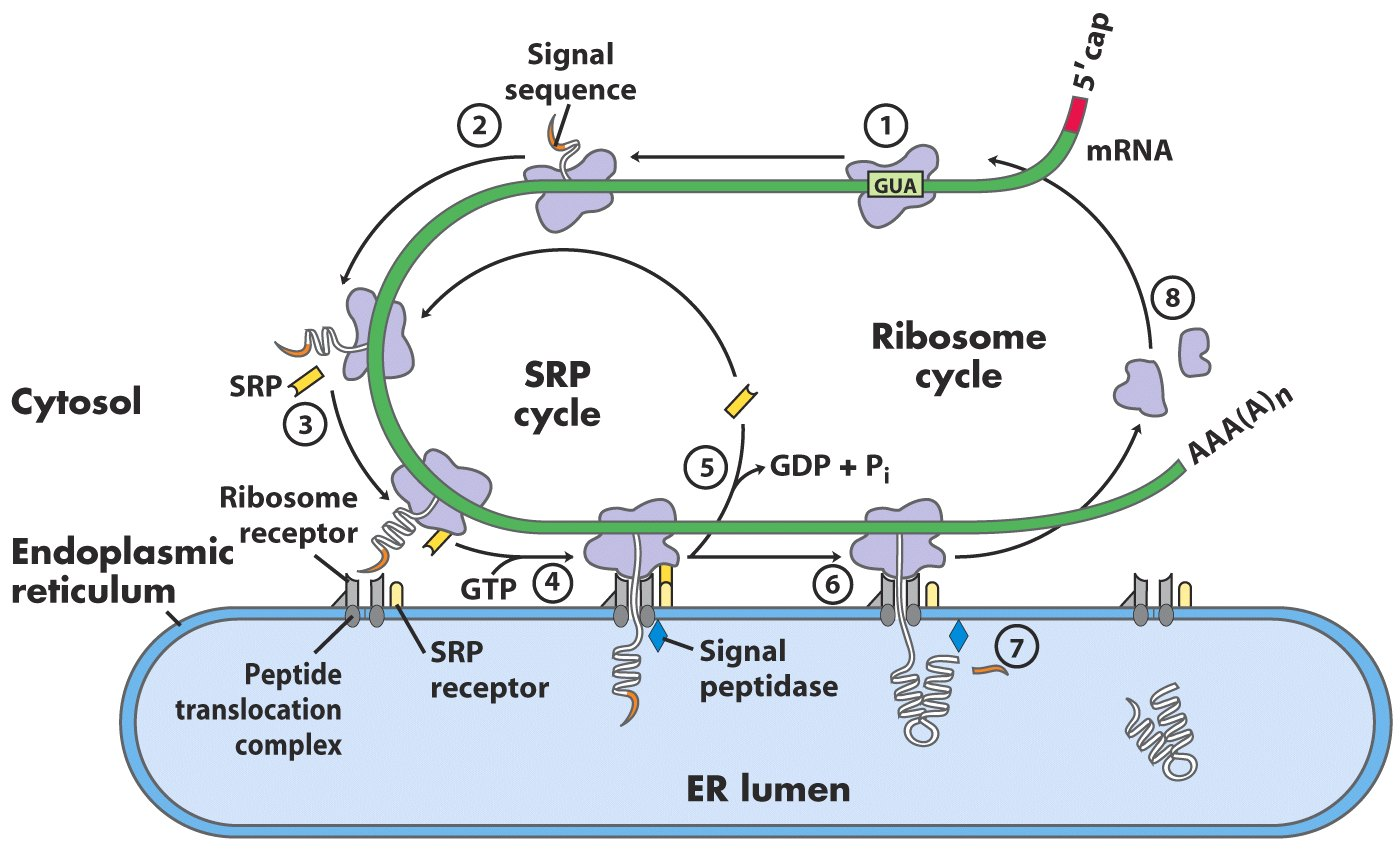 5' cap
mRNA
Signal
sequence
2
1
GUA
8
Ribosome
cycle
SRP
cycle
SRP
Cytosol
3
AAA(A)n
5
GDP + Pi
Ribosome
receptor
Endoplasmic
reticulum
GTP
4
6
7
SRP
receptor
Signal
peptidase
Peptide
translocation
complex
ER lumen